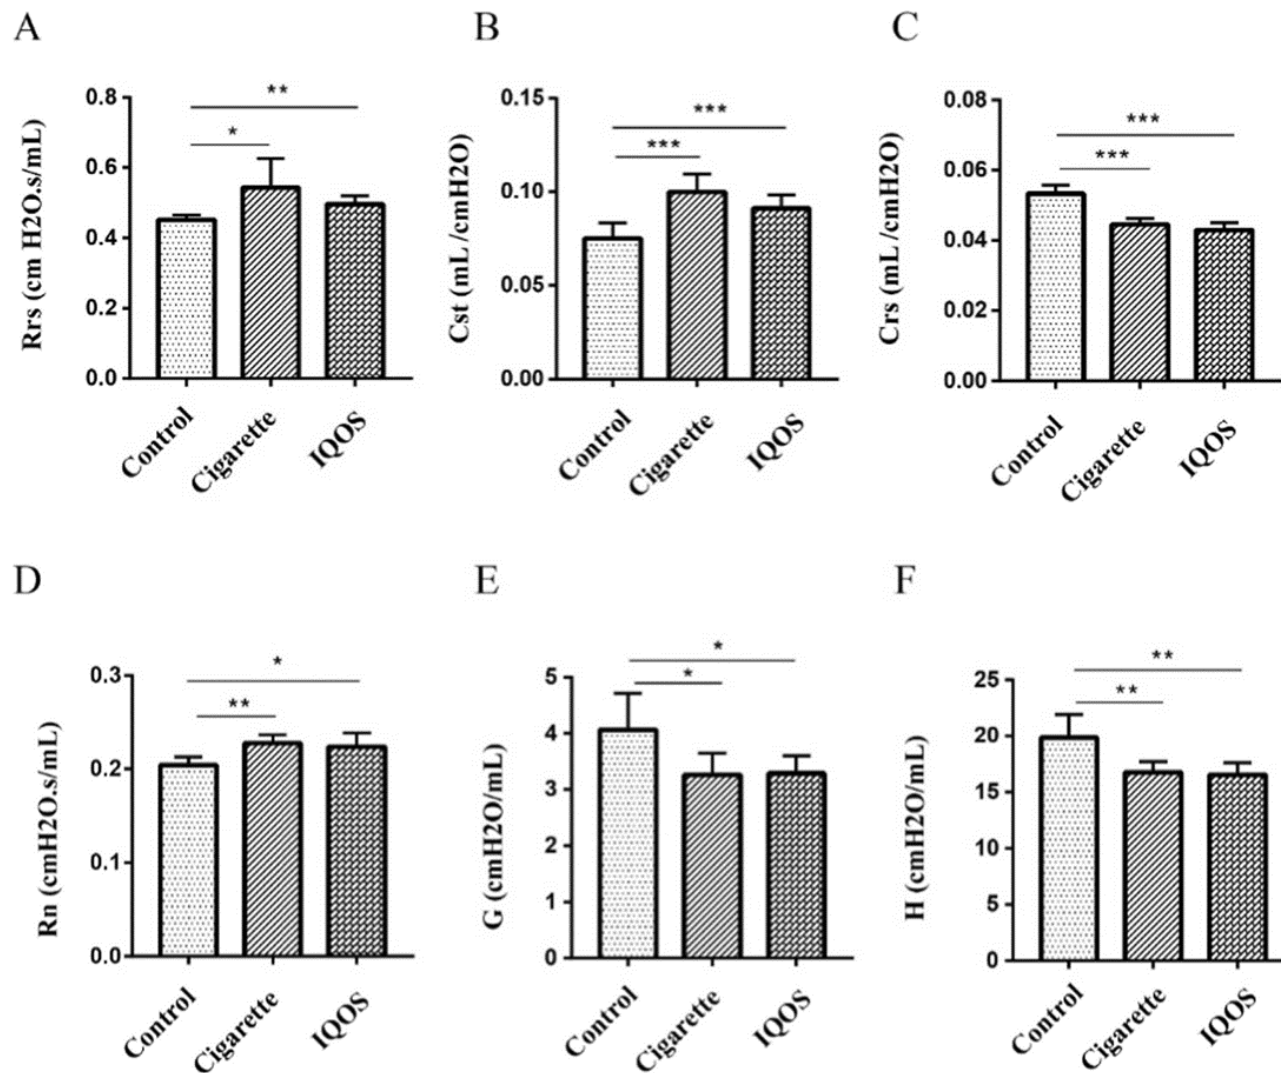 A
B
C
Rrs (cm H2O.s/mL)
0.8
0.6
0.4
0.2
0.0
**
*
Control
Cigarette
IQOS
Cst (mL /cmH2O)
0.15
0.10
0.05
0.00
***
***
Control
Cigarette
IQOS
Crs (mL /cmH2O)
0.08
0.06
0.04
0.02
0.00
***
***
Control
Cigarette
IQOS
D
E
F
Rn (cmH2O.s/mL)
0.3
0.2
0.1
0.0
*
**
Control
Cigarette
IQOS
G (cmH2O/mL)
5
4
3
2
1
0
*
*
Control
Cigarette
IQOS
H (cmH2O/mL)
25
20
15
10
5
0
**
**
Control
Cigarette
IQOS